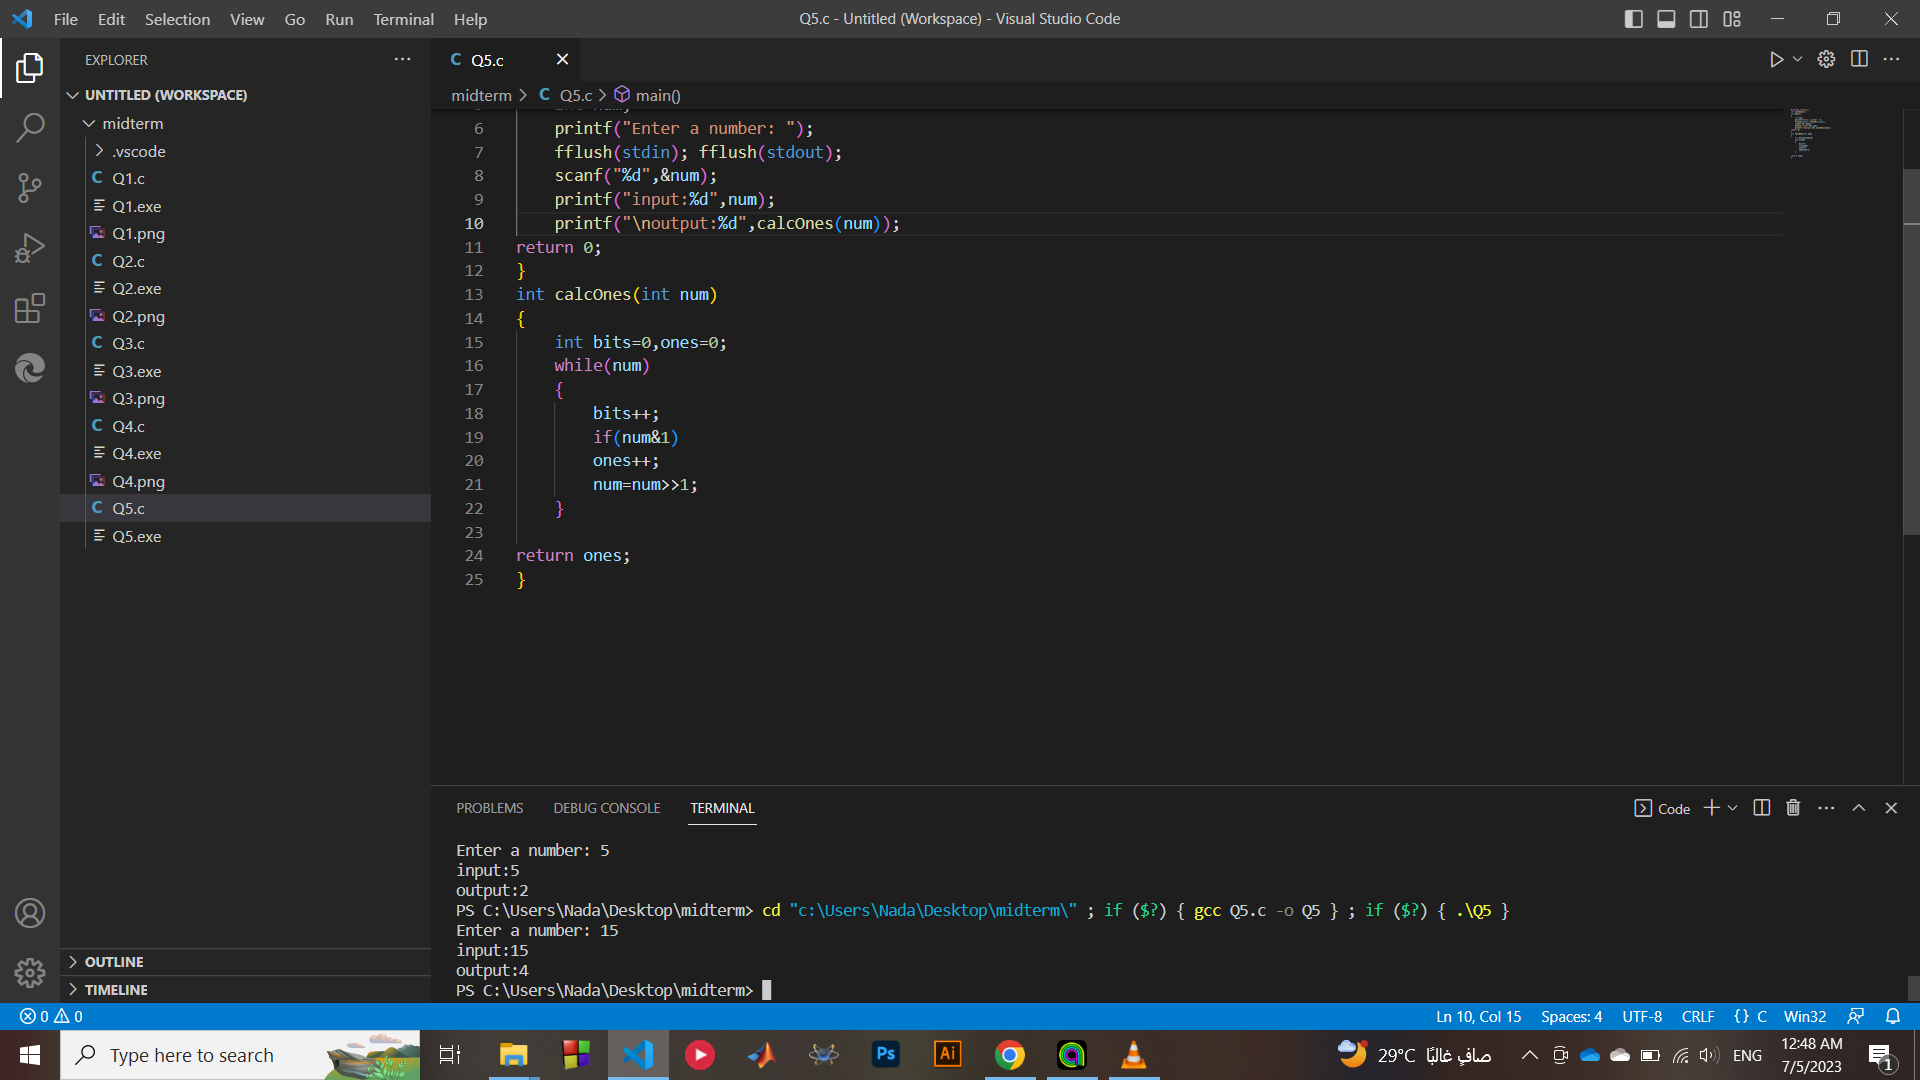 File Edit Selection View Go Run Terminal Help
Q5.c - Untitled (Workspace) - Visual Studio Code
EXPLORER
UNTITLED (WORKSPACE)
midterm
.vscode
C Q1.c
Q1.exe
Q1.png
C Q2.c
Q2.exe
Q2.png
C Q3.c
Q3.exe
Q3.png
C Q4.c
Q4.exe
Q4.png
C Q5.c
Q5.exe
OUTLINE
TIMELINE
C Q5.c
midterm > C Q5.c > main()
6 printf("Enter a number: ");
7 fflush(stdin); fflush(stdout);
8 scanf("%d",&num);
9 printf("input:%d",num);
10 printf("\noutput:%d",calcOnes(num));
11 return 0;
12 }
13 int calcOnes(int num)
14 {
15 int bits=0,ones=0;
16 while(num)
17 {
18 bits++;
19 if(num&1)
20 ones++;
21 num=num>>1;
22 }
23
24 return ones;
25 }
PROBLEMS DEBUG CONSOLE TERMINAL
Code
Enter a number: 5
input:5
output:2
PS C:\Users\Nada\Desktop\midterm> cd "c:\Users\Nada\Desktop\midterm\" ; if ($?) { gcc Q5.c -o Q5 } ; if ($?) { .\Q5 }
Enter a number: 15
input:15
output:4
PS C:\Users\Nada\Desktop\midterm>
0 0
Ln 10, Col 15 Spaces: 4 UTF-8 CRLF {} C Win32
Type here to search
Ps
Ai
29°C صافٍ غالبًا
ENG
12:48 AM
7/5/2023
1